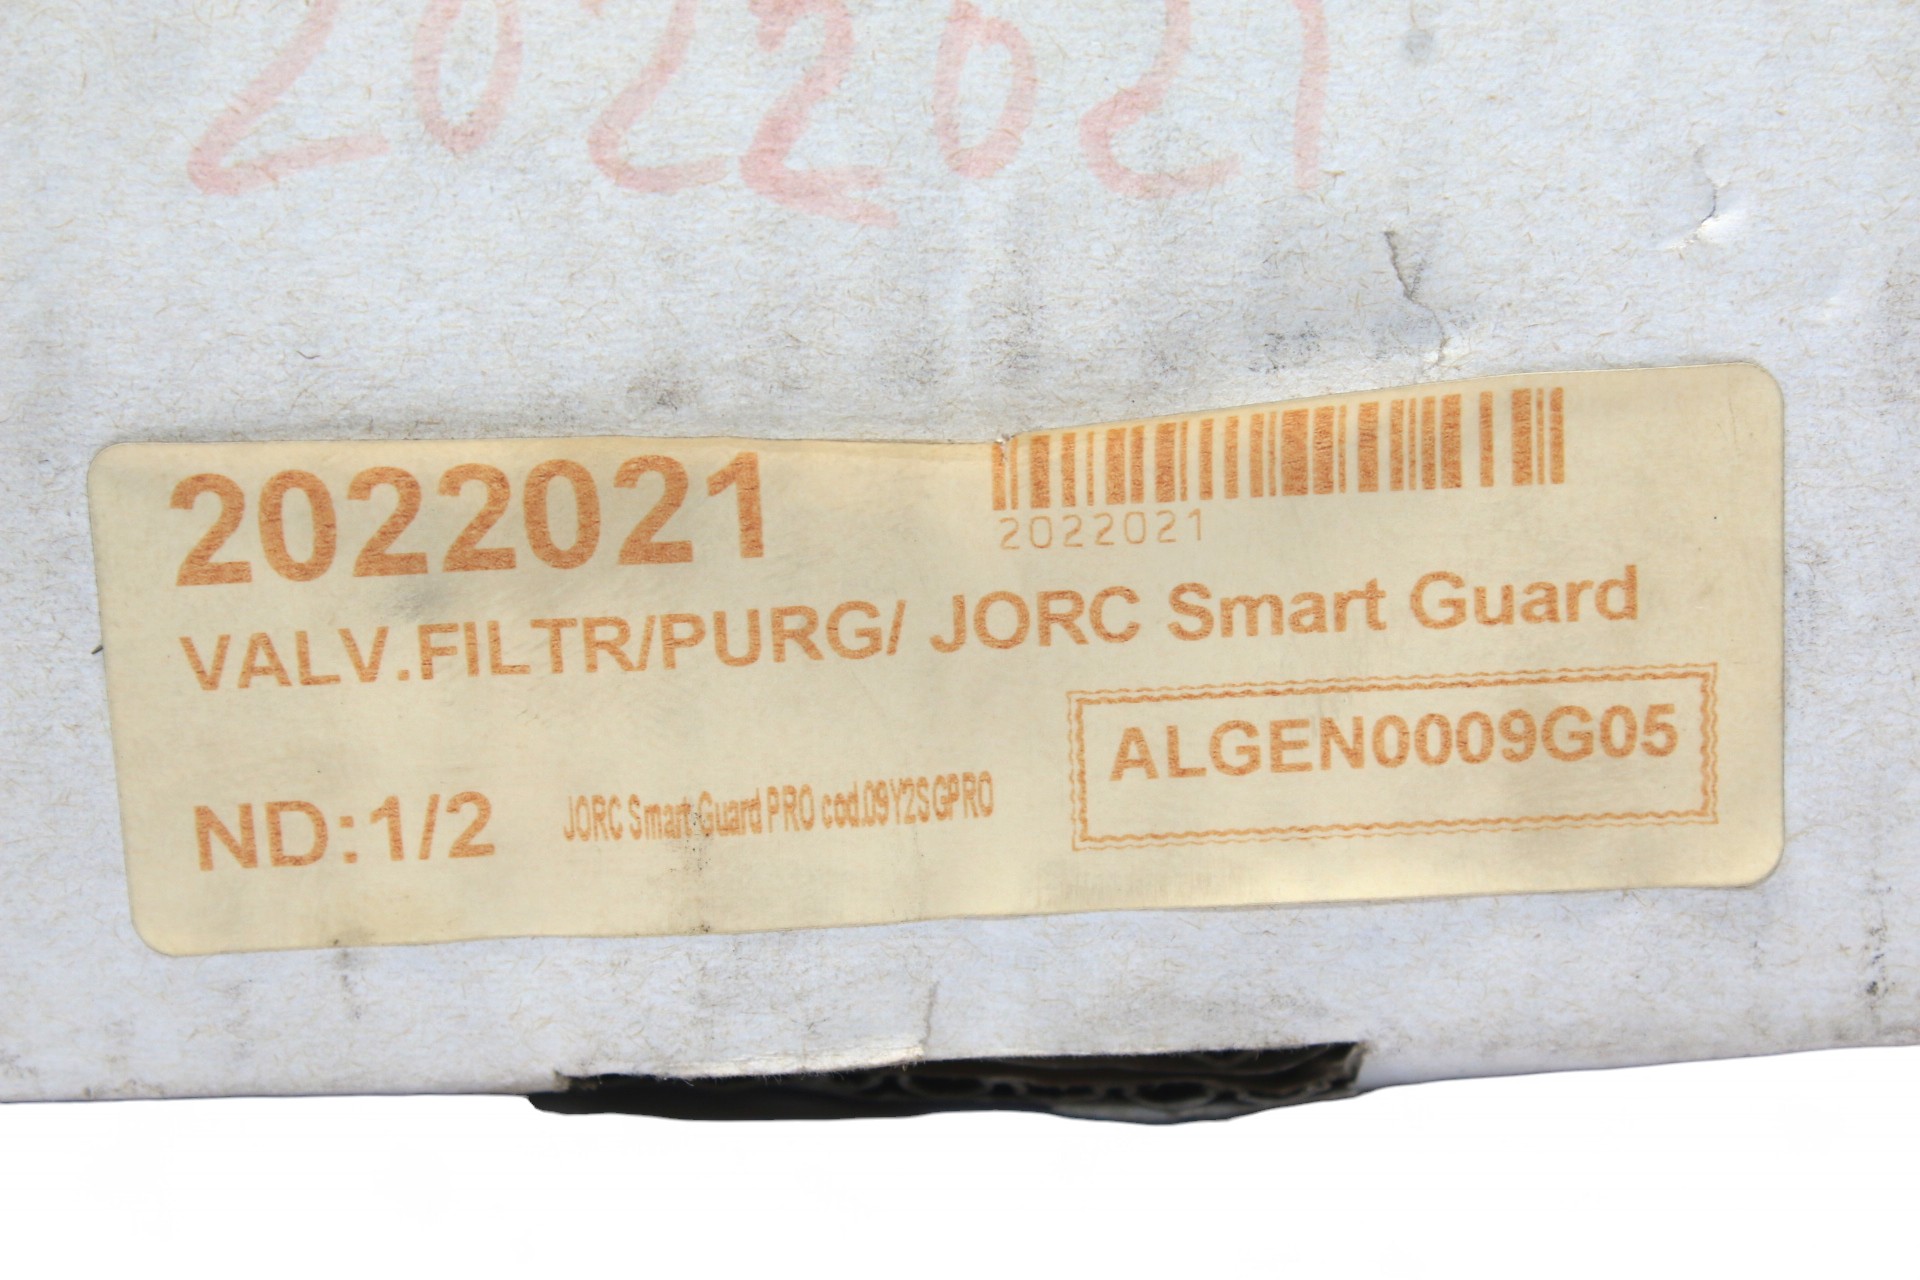 2022021
2022021
2022021
VALV.FILTR/PURG/ JORC Smart Guard
ALGEN0009G05
ND:1/2
JORC Smart Guard PRO cod.09Y2SGPRO